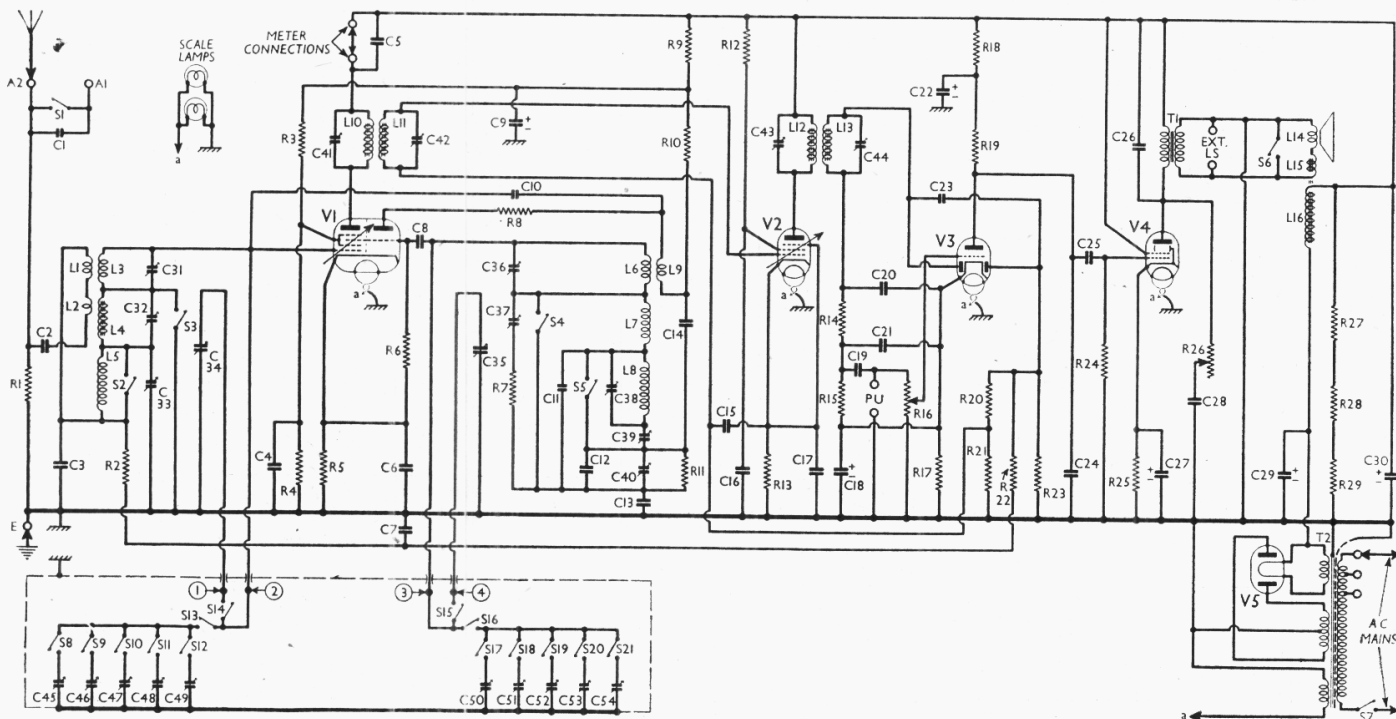 METER CONNECTIONS
C5
R9
R12
R18
A2
A1
S1
C1
SCALE LAMPS
a
R3
L10
L11
C41
C42
C9
R10
C43
L12
L13
C44
C22
R19
C26
T1
EXT. LS
S6
L14
L15
L16
C10
R8
V1
C8
V2
C23
V3
V4
C25
L1
L3
C31
L2
C32
L4
S3
C34
L5
S2
C33
C2
R1
C3
R2
C4
R4
R5
R6
C6
C7
C36
C37
S4
R7
C35
L6
L9
L7
L8
C14
C11
S5
C38
C39
C12
C40
R11
C13
a
C15
C16
R13
C17
R14
C20
C21
C19
R15
PU
R16
C18
R17
R20
R21
R22
R23
C24
R24
R25
C27
R26
C28
R27
R28
R29
C29
C30
E
1
2
3
4
S13
S14
S15
S16
S8
S9
S10
S11
S12
C45
C46
C47
C48
C49
S17
S18
S19
S20
S21
C50
C51
C52
C53
C54
V5
T2
A C MAINS
S7
a